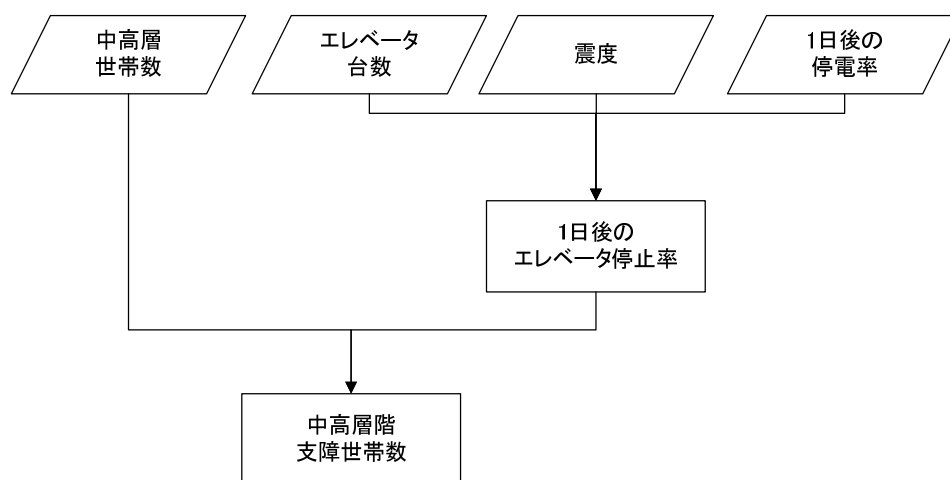 中高層
世帯数
エレベータ
台数
震度
1日後の
停電率
1日後の
エレベータ停止率
中高層階
支障世帯数